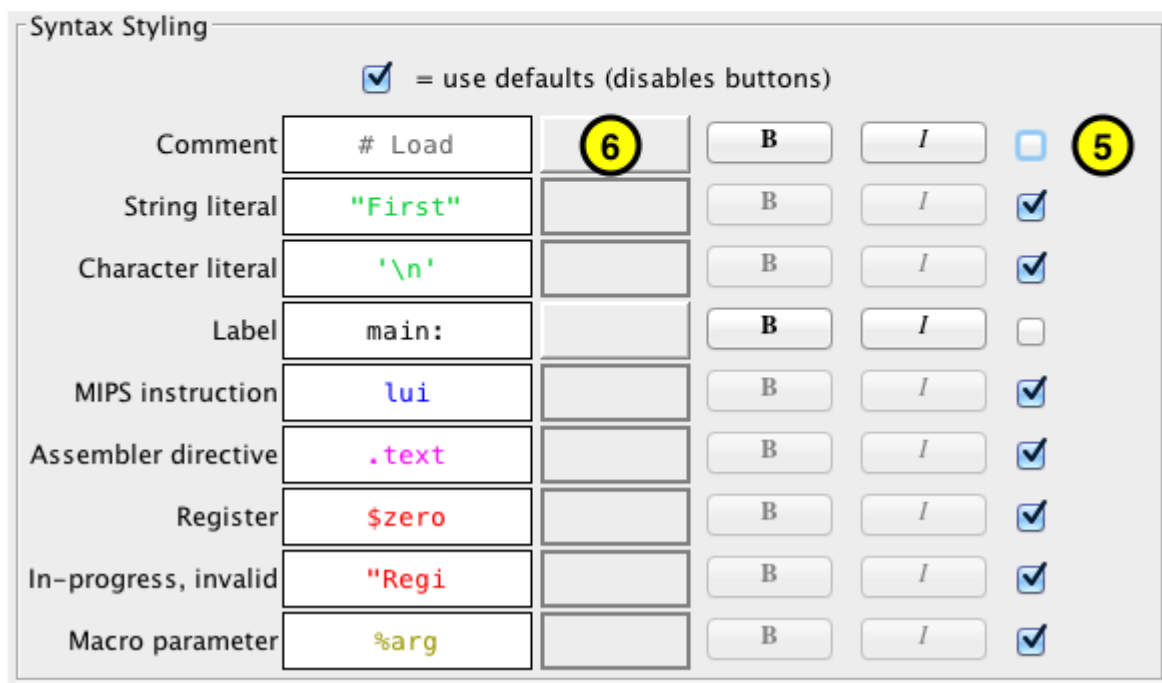 Syntax Styling
= use defaults (disables buttons)
Comment # Load 6 B I 5
String literal "First" B I
Character literal '\n' B I
Label main: B I
MIPS instruction lui B I
Assembler directive .text B I
Register $zero B I
In-progress, invalid "Regi B I
Macro parameter %arg B I